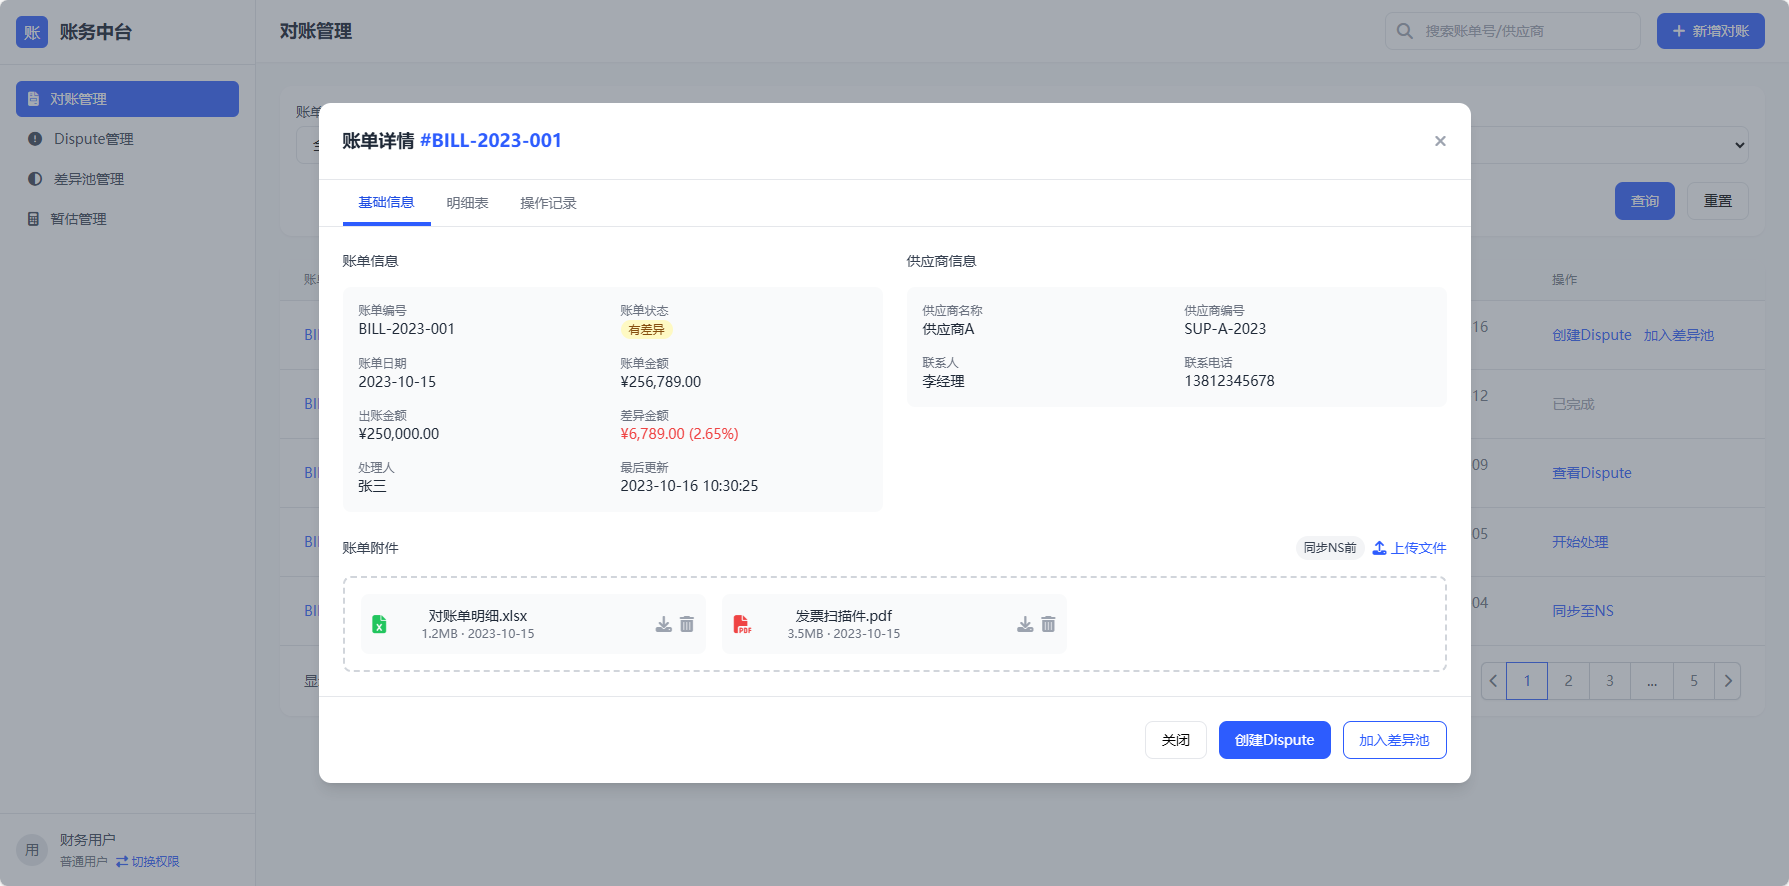 账
账务中台
对账管理
Dispute管理
差异池管理
暂估管理
财务用户
用
普通用户 切换权限
对账管理
搜索账单号/供应商
新增对账
账单详情 #BILL-2023-001
基础信息 明细表 操作记录
账单信息
账单编号 账单状态
BILL-2023-001 有差异
账单日期 账单金额
2023-10-15 ¥256,789.00
出账金额 差异金额
¥250,000.00 ¥6,789.00 (2.65%)
处理人 最后更新
张三 2023-10-16 10:30:25
供应商信息
供应商名称 供应商编号
供应商A SUP-A-2023
联系人 联系电话
李经理 13812345678
账单附件 同步NS前 上传文件
对账单明细.xlsx
1.2MB · 2023-10-15
发票扫描件.pdf
3.5MB · 2023-10-15
关闭 创建Dispute 加入差异池
查询 重置
操作
16 创建Dispute 加入差异池
12 已完成
09 查看Dispute
05 开始处理
04 同步至NS
1 2 3 ... 5